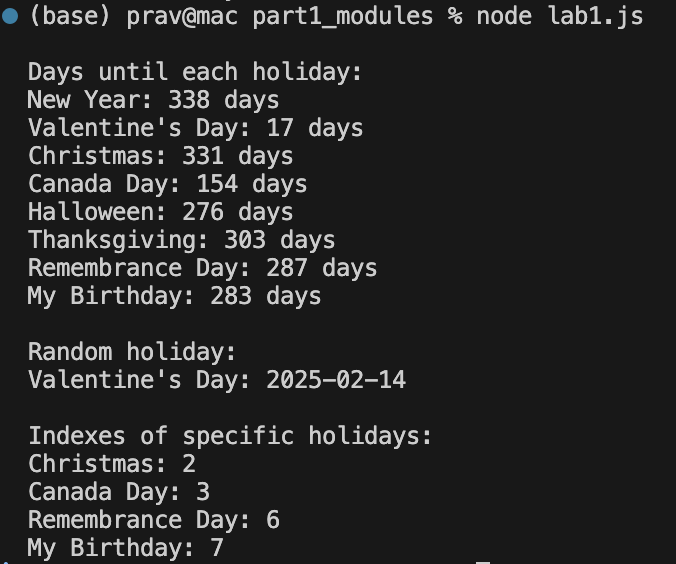 (base) prav@mac part1_modules % node lab1.js
Days until each holiday:
New Year: 338 days
Valentine's Day: 17 days
Christmas: 331 days
Canada Day: 154 days
Halloween: 276 days
Thanksgiving: 303 days
Remembrance Day: 287 days
My Birthday: 283 days
Random holiday:
Valentine's Day: 2025-02-14
Indexes of specific holidays:
Christmas: 2
Canada Day: 3
Remembrance Day: 6
My Birthday: 7